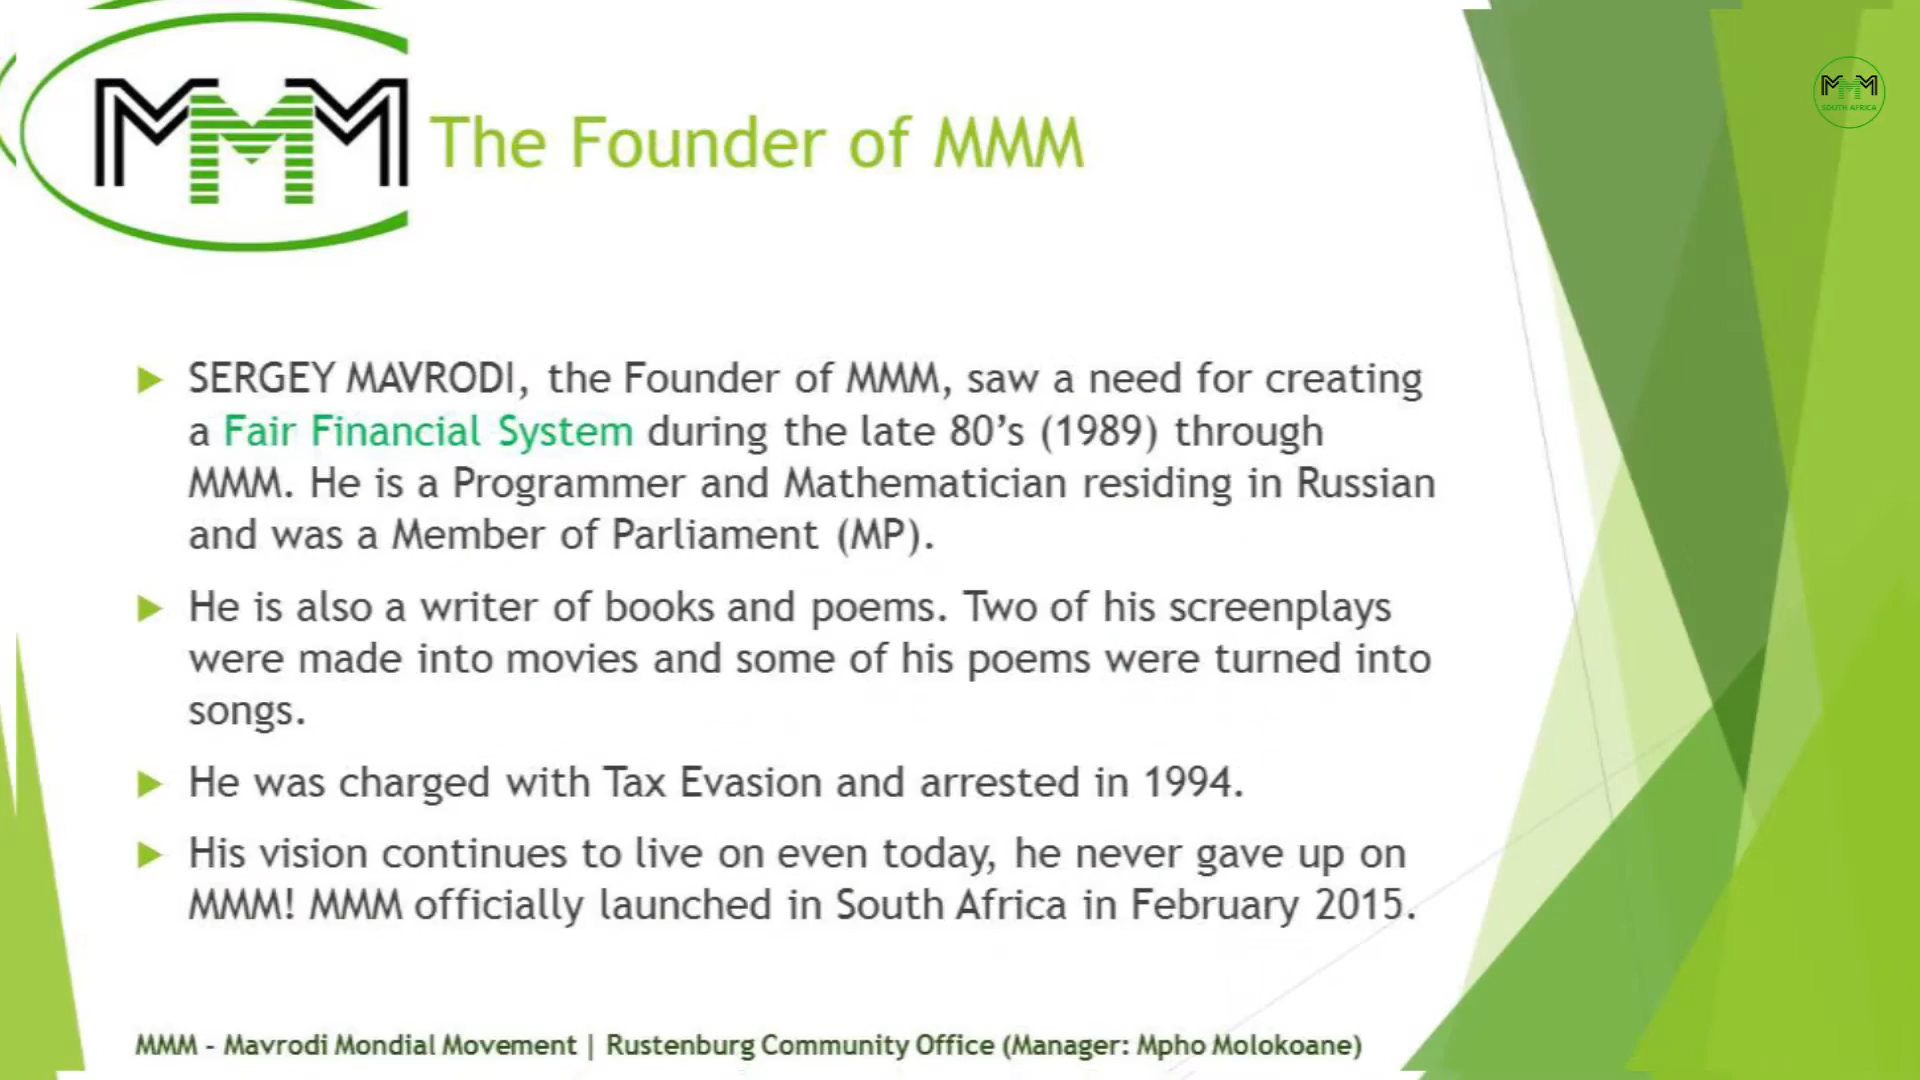 MMM
The Founder of MMM
MMM
SOUTH AFRICA
SERGEY MAVRODI, the Founder of MMM, saw a need for creating
a Fair Financial System during the late 80’s (1989) through
MMM. He is a Programmer and Mathematician residing in Russian
and was a Member of Parliament (MP).
He is also a writer of books and poems. Two of his screenplays
were made into movies and some of his poems were turned into
songs.
He was charged with Tax Evasion and arrested in 1994.
His vision continues to live on even today, he never gave up on
MMM! MMM officially launched in South Africa in February 2015.
MMM - Mavrodi Mondial Movement | Rustenburg Community Office (Manager: Mpho Molokoane)